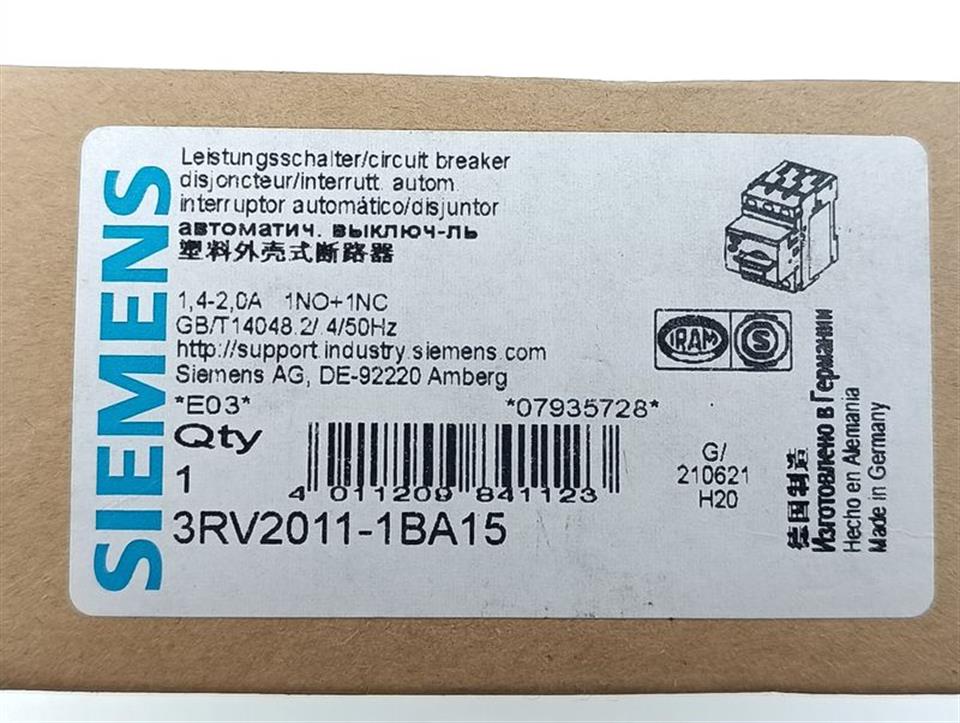 SIEMENS
Leistungsschalter/circuit breaker
disjoncteur/interrutt. autom.
interruptor automático/disjuntor
автоматич. выключ-ль
塑料外壳式断路器
1,4-2,0A 1NO+1NC
GB/T14048.2/.4/50Hz
http://support.industry.siemens.com
Siemens AG, DE-92220 Amberg
*E03* *07935728*
Qty
1
4 011209 841123
3RV2011-1BA15
IRAM
S
G/
210621
H20
德国制造
Изготовлено в Германии
Hecho en Alemania
Made in Germany